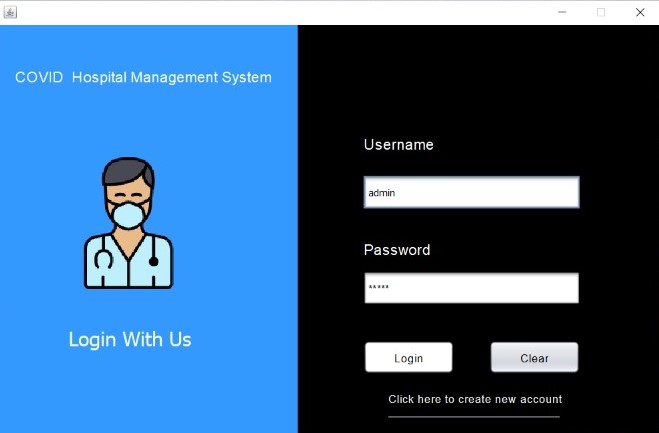 COVID  Hospital Management System
Login With Us
Username
admin
Password
*****
Login
Clear
Click here to create new account